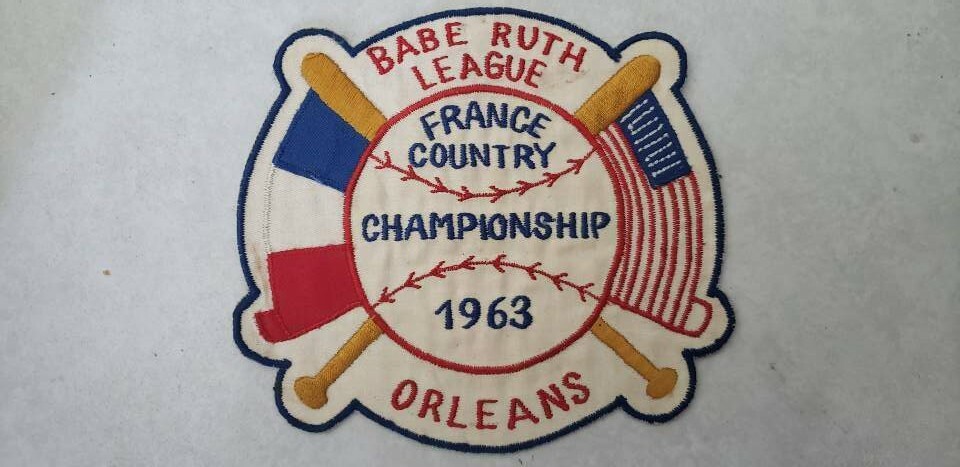 BABE RUTH
LEAGUE
FRANCE
COUNTRY
CHAMPIONSHIP
1963
ORLEANS